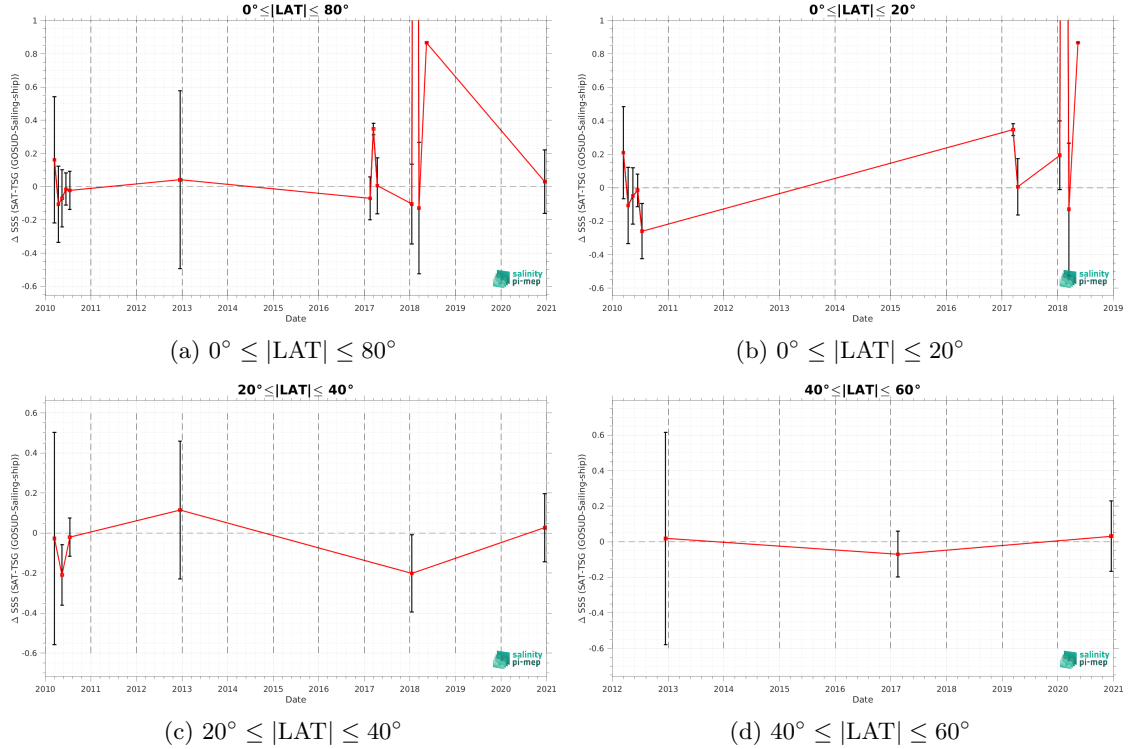 0°≤|LAT|≤ 80°
Δ SSS (SAT-TSG (GOSUD-Sailing-ship))
1
0.8
0.6
0.4
0.2
0
-0.2
-0.4
-0.6
2010 2011 2012 2013 2014 2015 2016 2017 2018 2019 2020 2021
Date
salinity
pi-mep
(a) 0° ≤ |LAT| ≤ 80°
0°≤|LAT|≤ 20°
Δ SSS (SAT-TSG (GOSUD-Sailing-ship))
1
0.8
0.6
0.4
0.2
0
-0.2
-0.4
-0.6
2010 2011 2012 2013 2014 2015 2016 2017 2018 2019
Date
salinity
pi-mep
(b) 0° ≤ |LAT| ≤ 20°
20°≤|LAT|≤ 40°
Δ SSS (SAT-TSG (GOSUD-Sailing-ship))
0.6
0.4
0.2
0
-0.2
-0.4
-0.6
2010 2011 2012 2013 2014 2015 2016 2017 2018 2019 2020 2021
Date
salinity
pi-mep
(c) 20° ≤ |LAT| ≤ 40°
40°≤|LAT|≤ 60°
Δ SSS (SAT-TSG (GOSUD-Sailing-ship))
0.6
0.4
0.2
0
-0.2
-0.4
-0.6
2012 2013 2014 2015 2016 2017 2018 2019 2020 2021
Date
salinity
pi-mep
(d) 40° ≤ |LAT| ≤ 60°